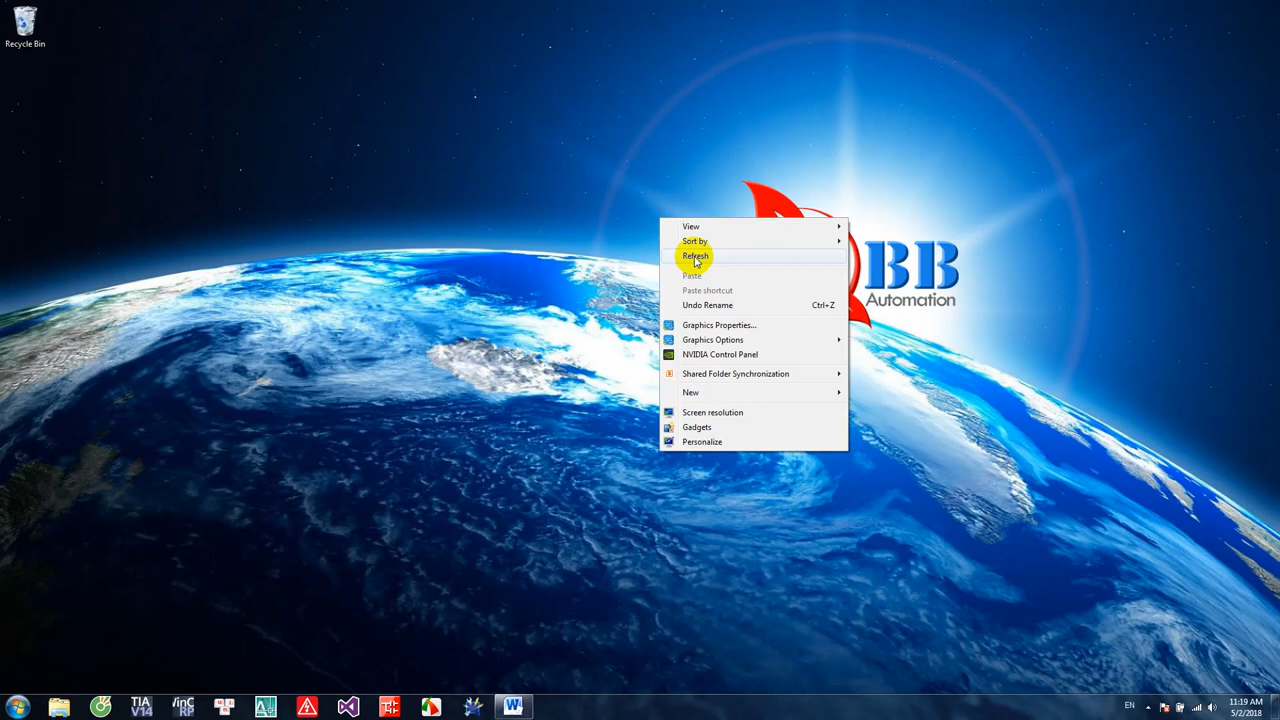 Recycle Bin
View
Sort by
Refresh
Paste
Paste shortcut
Undo Rename Ctrl+Z
Graphics Properties...
Graphics Options
NVIDIA Control Panel
Shared Folder Synchronization
New
Screen resolution
Gadgets
Personalize
BB
Automation
TIA
V14
WinC
RP
W
EN
11:19 AM
5/2/2018